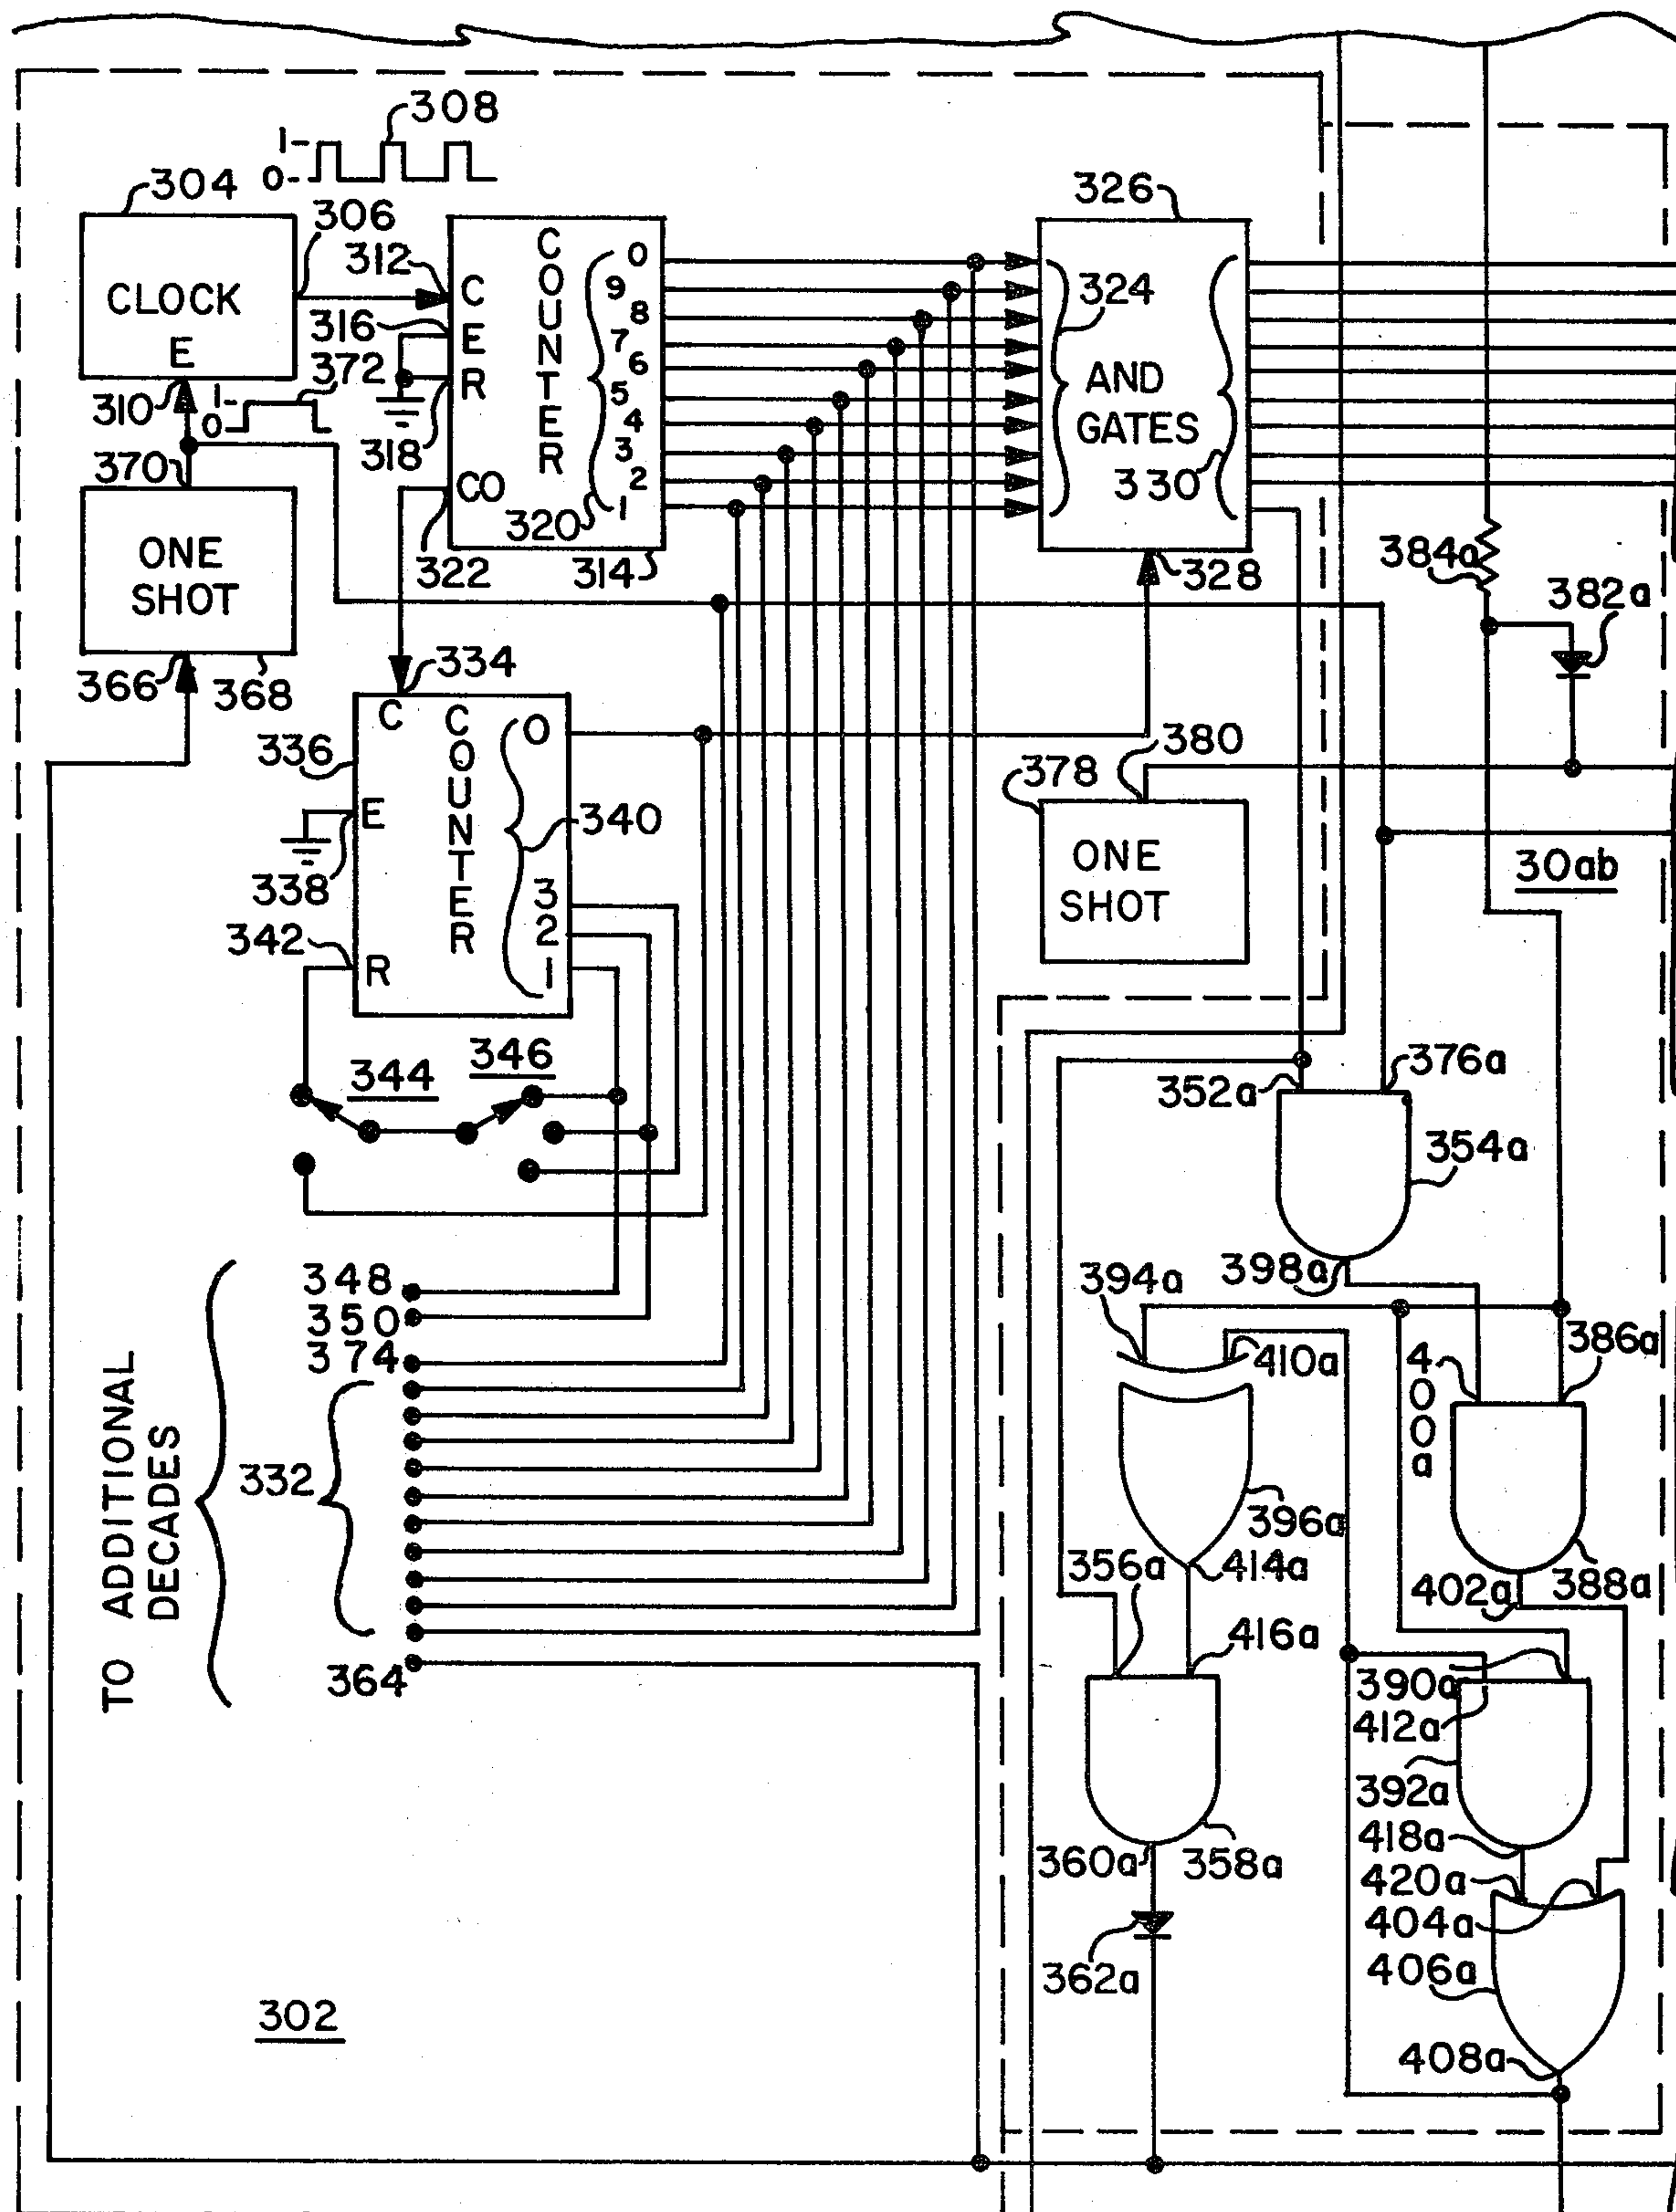 308
1
0
304
306
312
CLOCK
E
310
372
1
0
370
ONE
SHOT
366
368
C
316
E
R
318
CO
322
COUNTER
320
0
9
8
7
6
5
4
3
2
1
314
326
324
AND
GATES
330
328
384a
382a
334
C
COUNTER
336
E
338
342
R
0
340
3
2
1
380
378
ONE
SHOT
30ab
344
346
376a
352a
354a
348
350
374
332
364
TO ADDITIONAL
DECADES
394a
398a
410a
386a
400a
396a
356a
414a
402a
388a
416a
390a
412a
392a
360a
358a
418a
420a
404a
362a
406a
408a
302